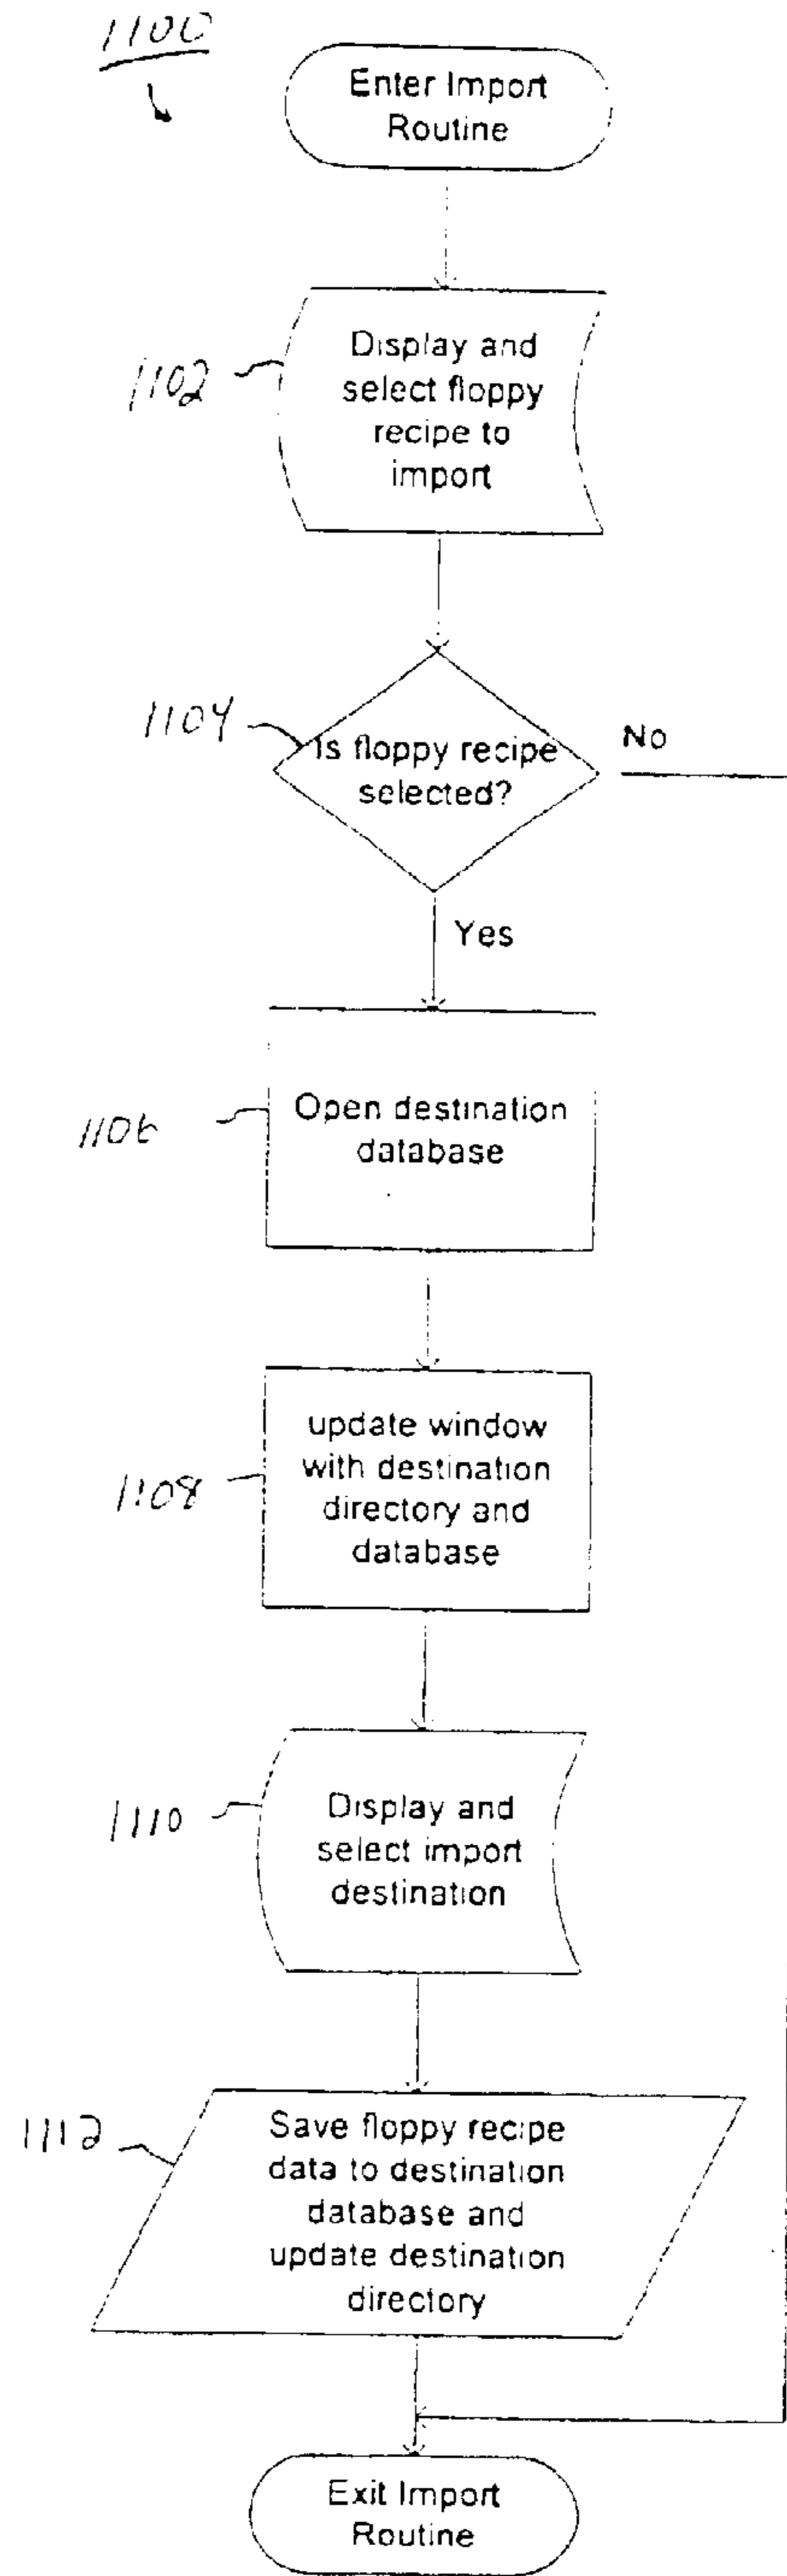 1100
Enter Import
Routine
1102
Display and
select floppy
recipe to
import
1104
Is floppy recipe
selected?
No
Yes
1106
Open destination
database
1108
update window
with destination
directory and
database
1110
Display and
select import
destination
1112
Save floppy recipe
data to destination
database and
update destination
directory
Exit Import
Routine